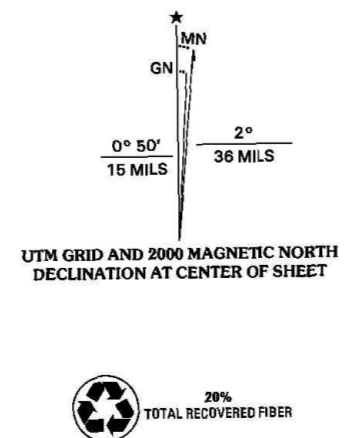 MN
GN
0° 50'
15 MILS
2°
36 MILS
UTM GRID AND 2000 MAGNETIC NORTH
DECLINATION AT CENTER OF SHEET
20%
TOTAL RECOVERED FIBER